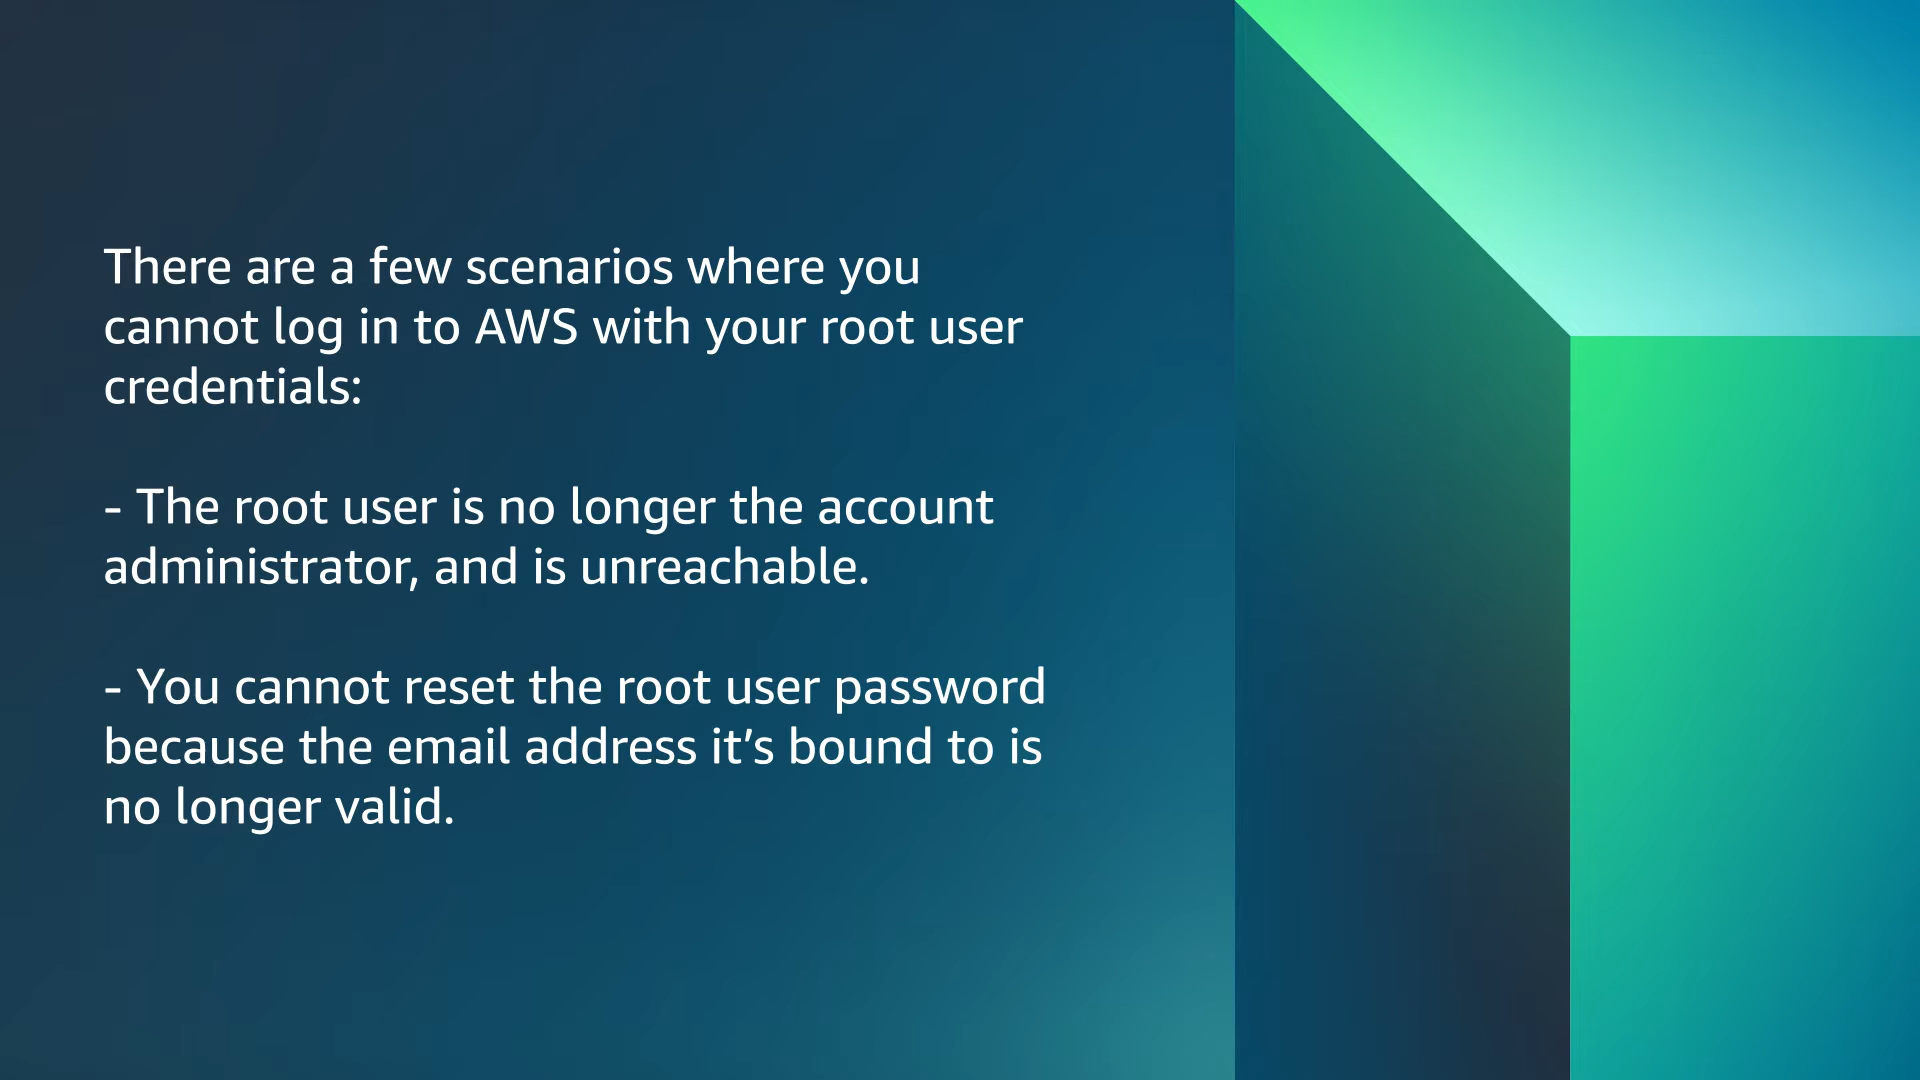 There are a few scenarios where you
cannot log in to AWS with your root user
credentials:
- The root user is no longer the account
administrator, and is unreachable.
- You cannot reset the root user password
because the email address it’s bound to is
no longer valid.